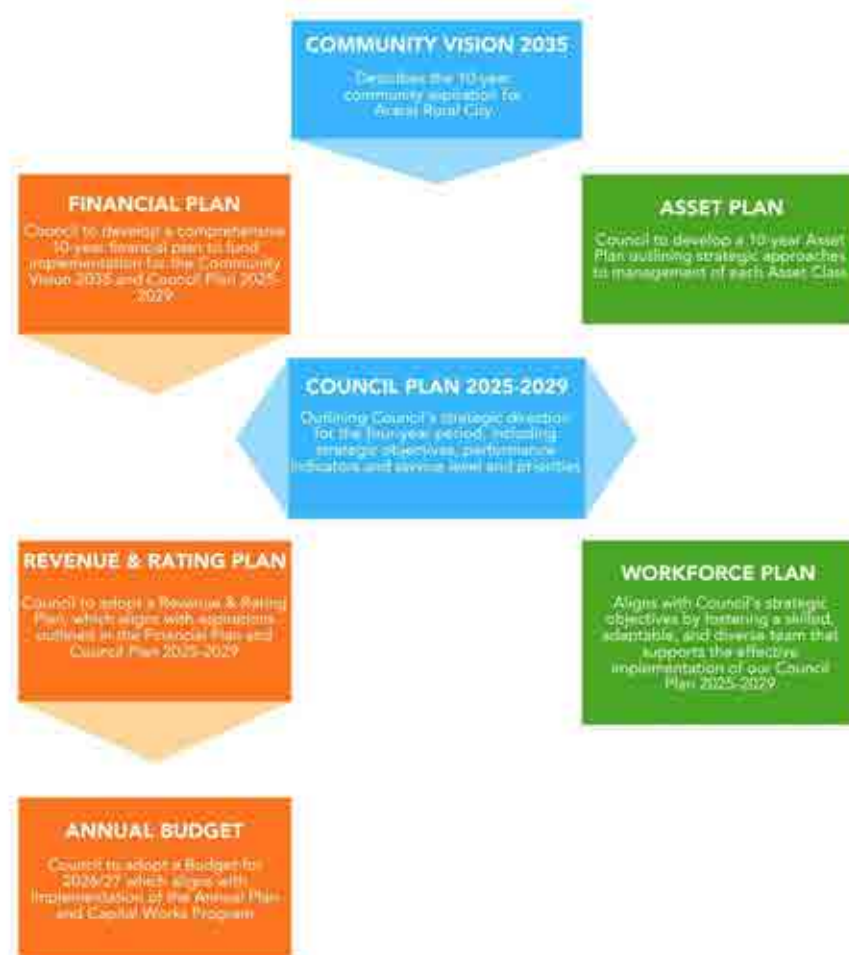 COMMUNITY VISION 2035
Describes the 10-year
community aspiration for
Ararat Rural City
FINANCIAL PLAN
Council to develop a comprehensive
10-year financial plan to fund
implementation for the Community
Vision 2035 and Council Plan 2025-
2029
ASSET PLAN
Council to develop a 10-year Asset
Plan outlining strategic approaches
to management of each Asset Class
COUNCIL PLAN 2025-2029
Outlining Council's strategic direction
for the four-year period, including
strategic objectives, performance
indicators and service level and priorities
REVENUE & RATING PLAN
Council to adopt a Revenue & Rating
Plan, which aligns with aspirations
outlined in the Financial Plan and
Council Plan 2025-2029
WORKFORCE PLAN
Aligns with Council's strategic
objectives by fostering a skilled,
adaptable, and diverse team that
supports the effective
implementation of our Council
Plan 2025-2029
ANNUAL BUDGET
Council to adopt a Budget for
2026/27 which aligns with
Implementation of the Annual Plan
and Capital Works Program